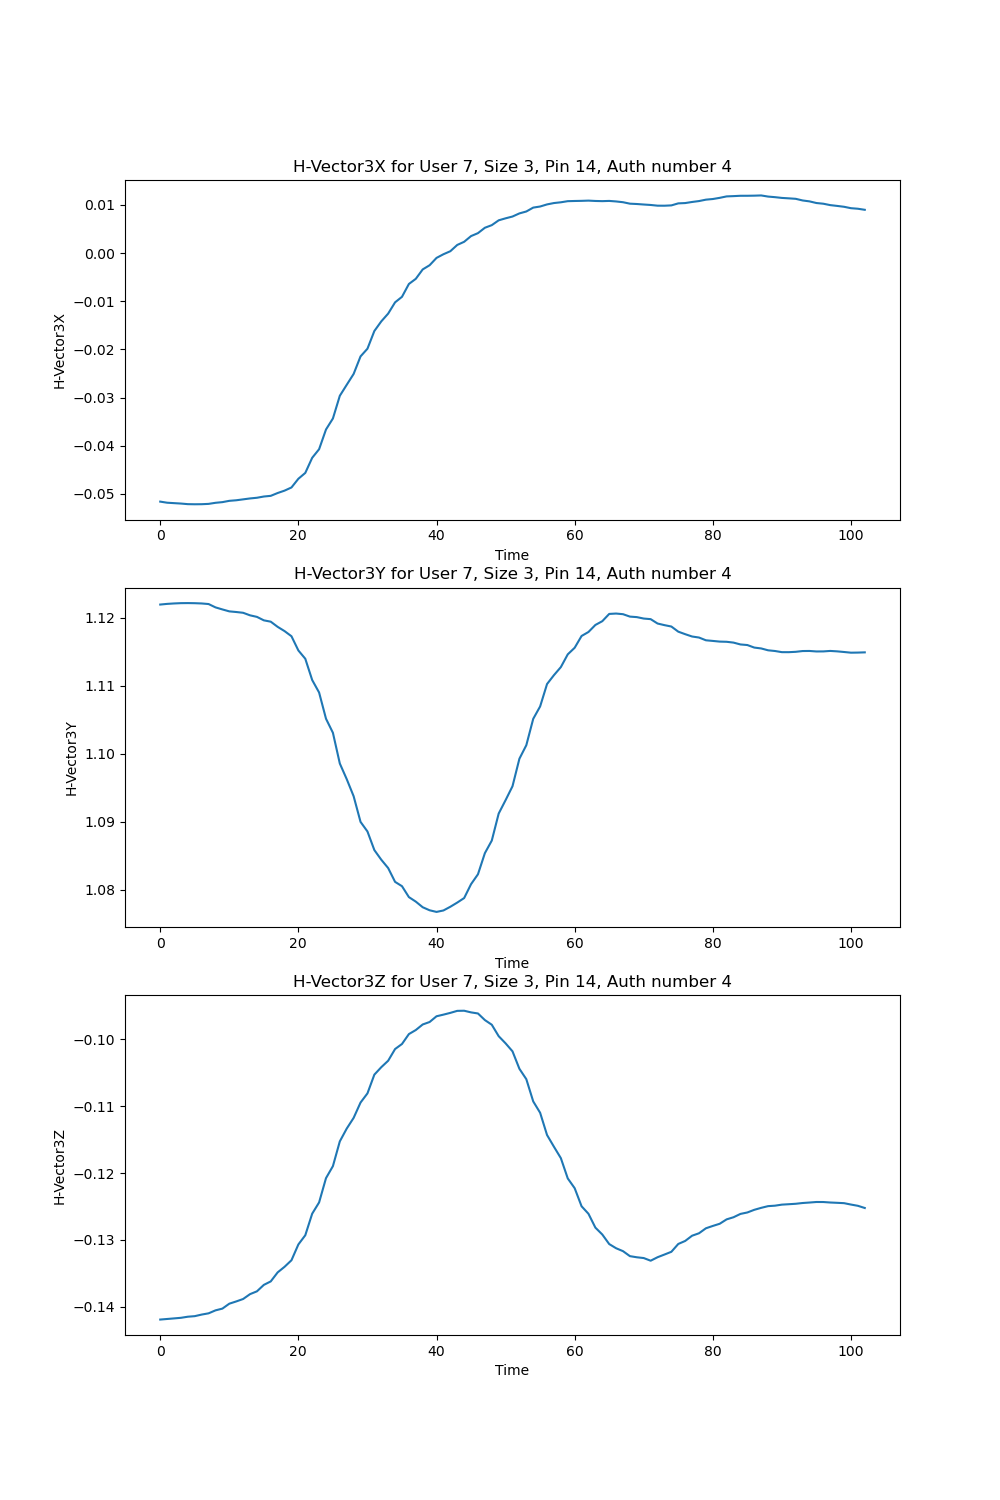 H-Vector3X for User 7, Size 3, Pin 14, Auth number 4
0.01
0.00
−0.01
−0.02
−0.03
−0.04
−0.05
H-Vector3X
0 20 40 60 80 100
Time
H-Vector3Y for User 7, Size 3, Pin 14, Auth number 4
1.12
1.11
1.10
1.09
1.08
H-Vector3Y
0 20 40 60 80 100
Time
H-Vector3Z for User 7, Size 3, Pin 14, Auth number 4
−0.10
−0.11
−0.12
−0.13
−0.14
H-Vector3Z
0 20 40 60 80 100
Time